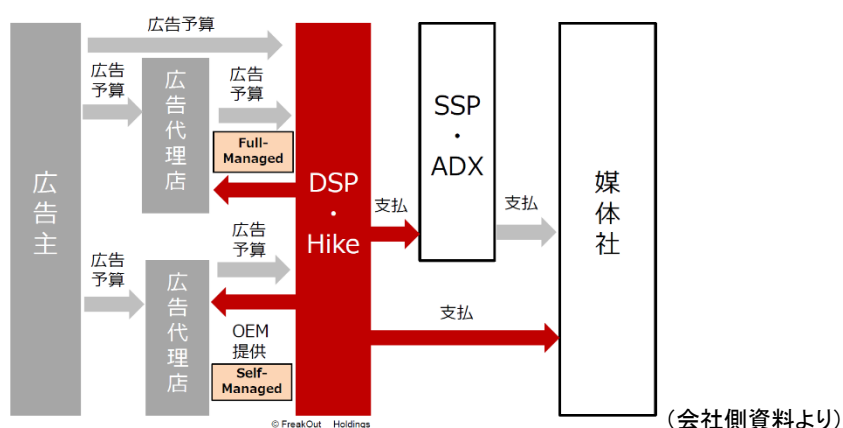 広告予算
広告
予算
広告代理店
広告
予算
Full-
Managed
広告主
DSP
・
Hike
SSP
・
ADX
支払
支払
媒体社
広告
予算
広告代理店
広告
予算
支払
OEM
提供
Self-
Managed
© FreakOut Holdings
(会社側資料より)